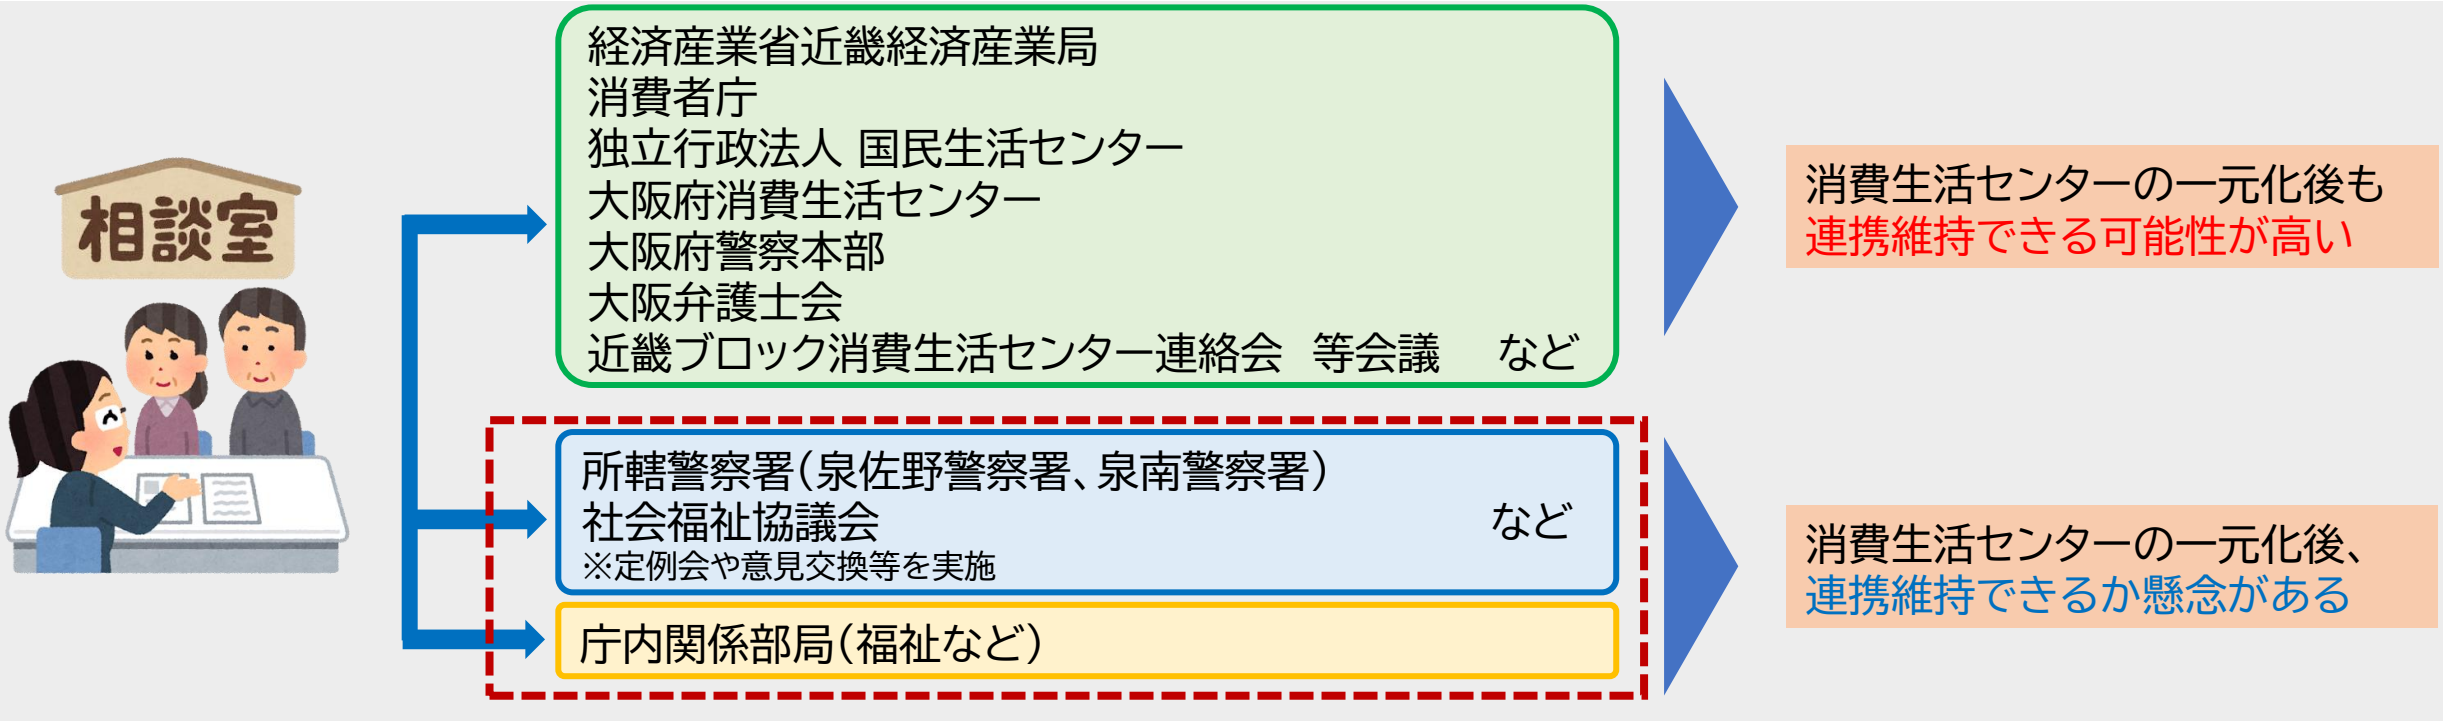 相談室
経済産業省近畿経済産業局
消費者庁
独立行政法人 国民生活センター
大阪府消費生活センター
大阪府警察本部
大阪弁護士会
近畿ブロック消費生活センター連絡会　等会議　など
消費生活センターの一元化後も
連携維持できる可能性が高い
所轄警察署（泉佐野警察署、泉南警察署）
社会福祉協議会　など
※定例会や意見交換等を実施
庁内関係部局（福祉など）
消費生活センターの一元化後、
連携維持できるか懸念がある